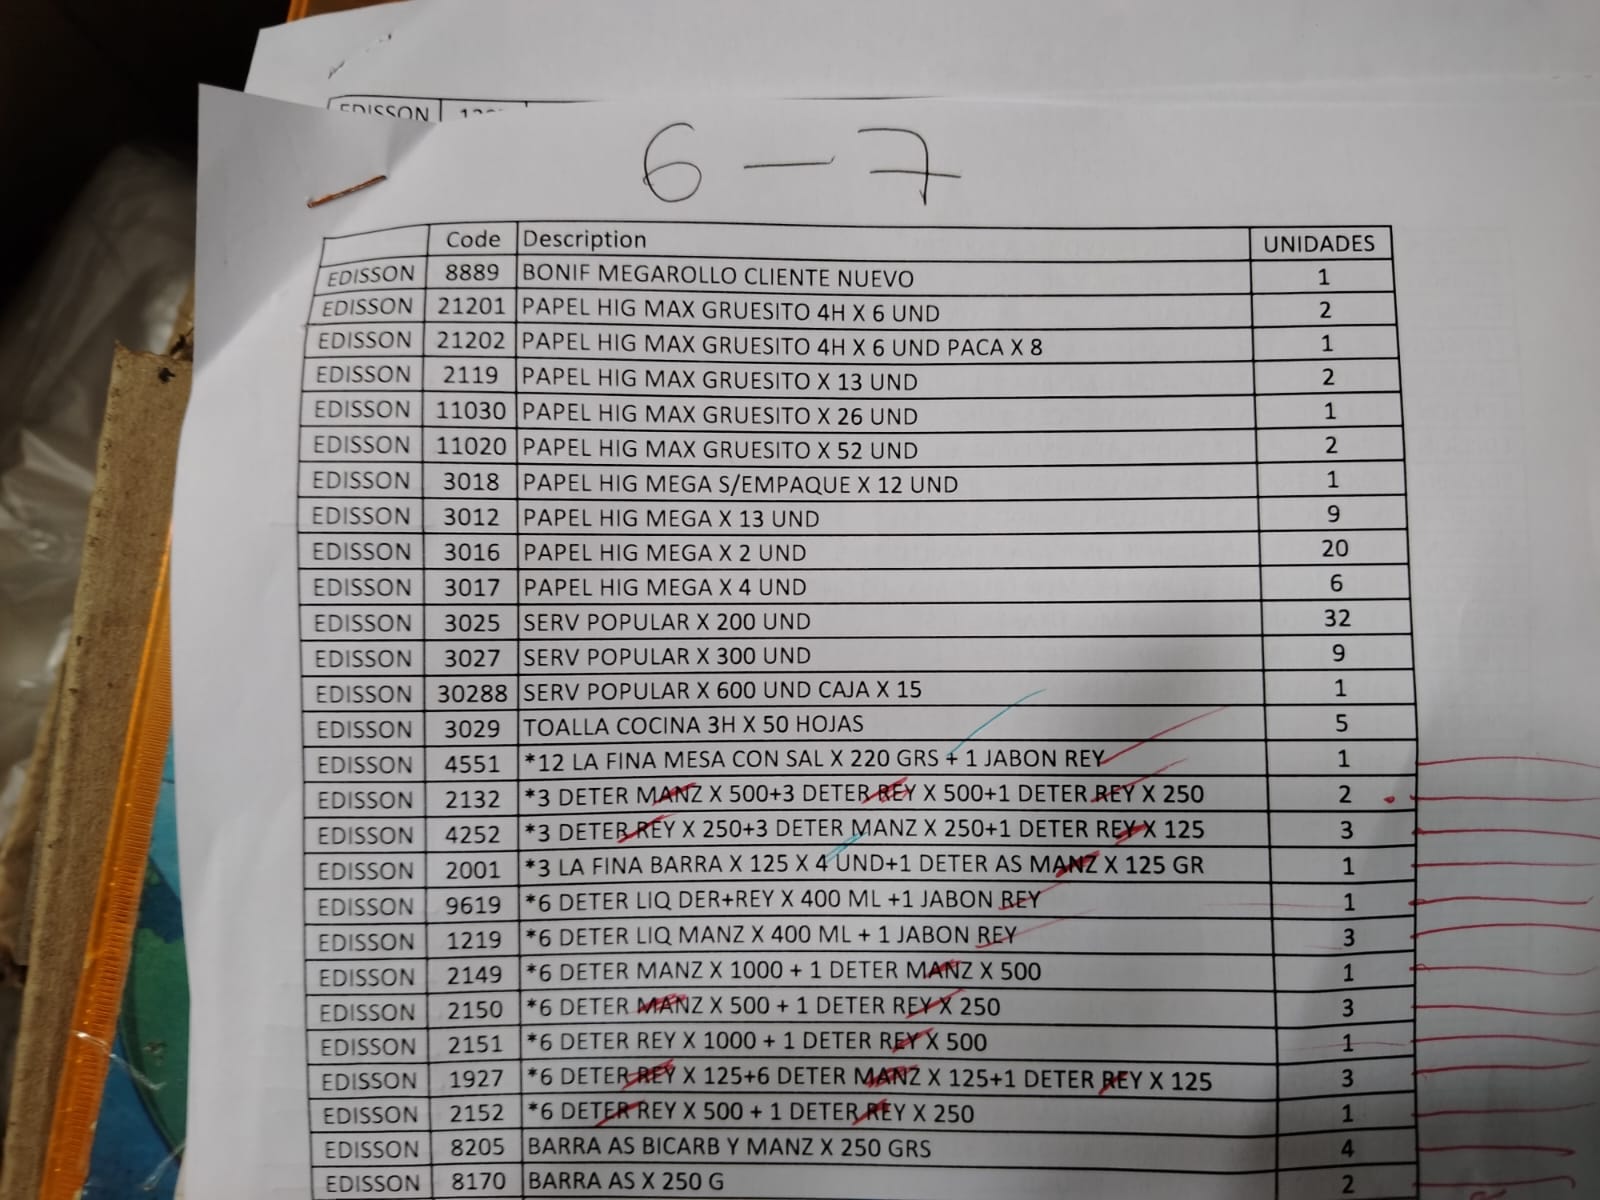 EDISSON
6 - 7
Code Description UNIDADES
EDISSON 8889 BONIF MEGAROLLO CLIENTE NUEVO 1
EDISSON 21201 PAPEL HIG MAX GRUESITO 4H X 6 UND 2
EDISSON 21202 PAPEL HIG MAX GRUESITO 4H X 6 UND PACA X 8 1
EDISSON 2119 PAPEL HIG MAX GRUESITO X 13 UND 2
EDISSON 11030 PAPEL HIG MAX GRUESITO X 26 UND 1
EDISSON 11020 PAPEL HIG MAX GRUESITO X 52 UND 2
EDISSON 3018 PAPEL HIG MEGA S/EMPAQUE X 12 UND 1
EDISSON 3012 PAPEL HIG MEGA X 13 UND 9
EDISSON 3016 PAPEL HIG MEGA X 2 UND 20
EDISSON 3017 PAPEL HIG MEGA X 4 UND 6
EDISSON 3025 SERV POPULAR X 200 UND 32
EDISSON 3027 SERV POPULAR X 300 UND 9
EDISSON 30288 SERV POPULAR X 600 UND CAJA X 15 1
EDISSON 3029 TOALLA COCINA 3H X 50 HOJAS 5
EDISSON 4551 *12 LA FINA MESA CON SAL X 220 GRS + 1 JABON REY 1
EDISSON 2132 *3 DETER MANZ X 500+3 DETER REY X 500+1 DETER REY X 250 2
EDISSON 4252 *3 DETER REY X 250+3 DETER MANZ X 250+1 DETER REY X 125 3
EDISSON 2001 *3 LA FINA BARRA X 125 X 4 UND+1 DETER AS MANZ X 125 GR 1
EDISSON 9619 *6 DETER LIQ DER+REY X 400 ML +1 JABON REY 1
EDISSON 1219 *6 DETER LIQ MANZ X 400 ML + 1 JABON REY 3
EDISSON 2149 *6 DETER MANZ X 1000 + 1 DETER MANZ X 500 1
EDISSON 2150 *6 DETER MANZ X 500 + 1 DETER REY X 250 3
EDISSON 2151 *6 DETER REY X 1000 + 1 DETER REY X 500 1
EDISSON 1927 *6 DETER REY X 125+6 DETER MANZ X 125+1 DETER REY X 125 3
EDISSON 2152 *6 DETER REY X 500 + 1 DETER REY X 250 1
EDISSON 8205 BARRA AS BICARB Y MANZ X 250 GRS 4
EDISSON 8170 BARRA AS X 250 G 2